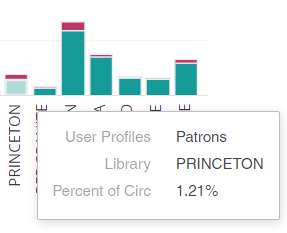 PRINCETON
User Profiles Patrons
Library PRINCETON
Percent of Circ 1.21%